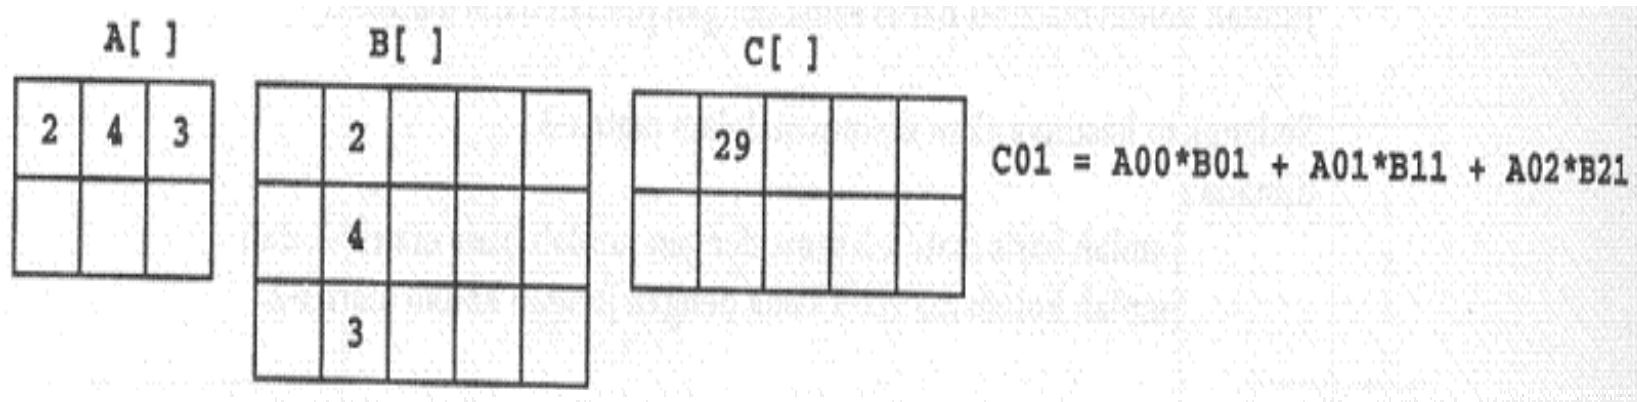 A[ ] B[ ] C[ ]
2 4 3 2 29 C01 = A00*B01 + A01*B11 + A02*B21
4
3